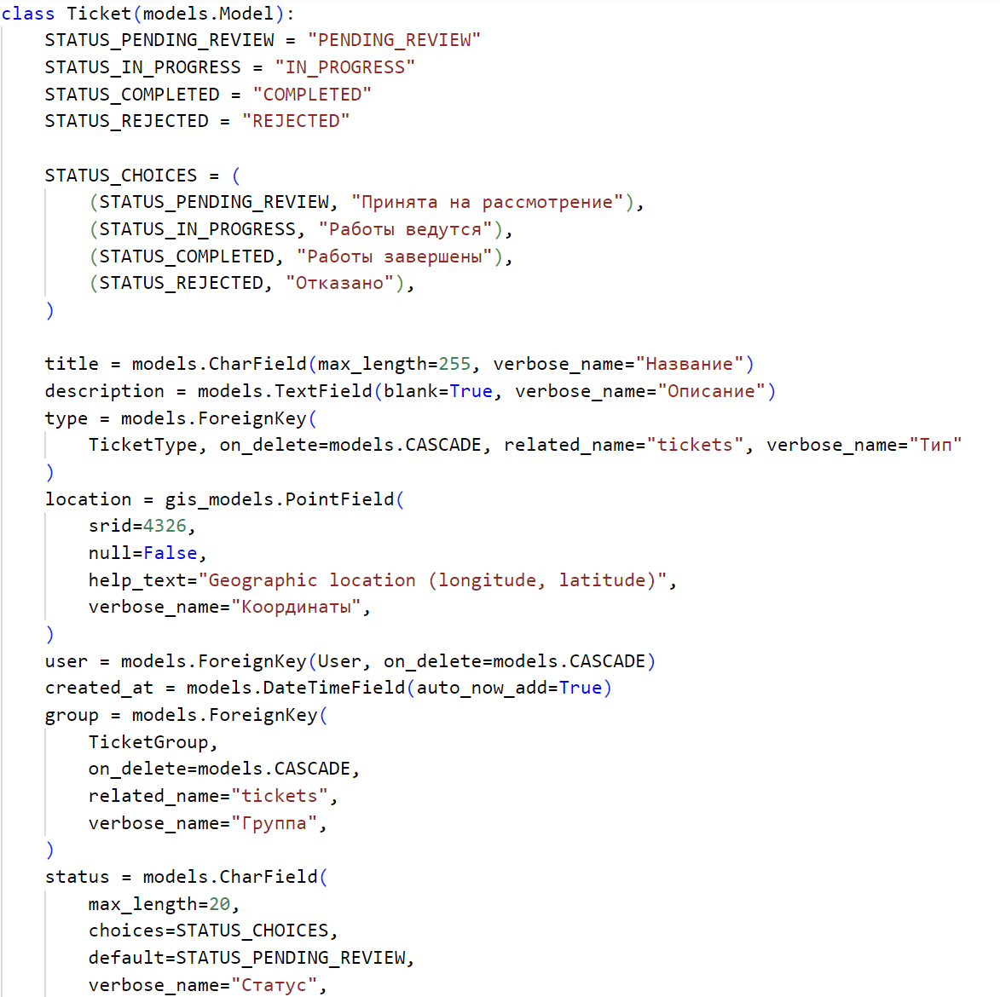 class Ticket(models.Model):
    STATUS_PENDING_REVIEW = "PENDING_REVIEW"
    STATUS_IN_PROGRESS = "IN_PROGRESS"
    STATUS_COMPLETED = "COMPLETED"
    STATUS_REJECTED = "REJECTED"

    STATUS_CHOICES = (
        (STATUS_PENDING_REVIEW, "Принята на рассмотрение"),
        (STATUS_IN_PROGRESS, "Работы ведутся"),
        (STATUS_COMPLETED, "Работы завершены"),
        (STATUS_REJECTED, "Отказано"),
    )

    title = models.CharField(max_length=255, verbose_name="Название")
    description = models.TextField(blank=True, verbose_name="Описание")
    type = models.ForeignKey(
        TicketType, on_delete=models.CASCADE, related_name="tickets", verbose_name="Тип"
    )
    location = gis_models.PointField(
        srid=4326,
        null=False,
        help_text="Geographic location (longitude, latitude)",
        verbose_name="Координаты",
    )
    user = models.ForeignKey(User, on_delete=models.CASCADE)
    created_at = models.DateTimeField(auto_now_add=True)
    group = models.ForeignKey(
        TicketGroup,
        on_delete=models.CASCADE,
        related_name="tickets",
        verbose_name="Группа",
    )
    status = models.CharField(
        max_length=20,
        choices=STATUS_CHOICES,
        default=STATUS_PENDING_REVIEW,
        verbose_name="Статус",